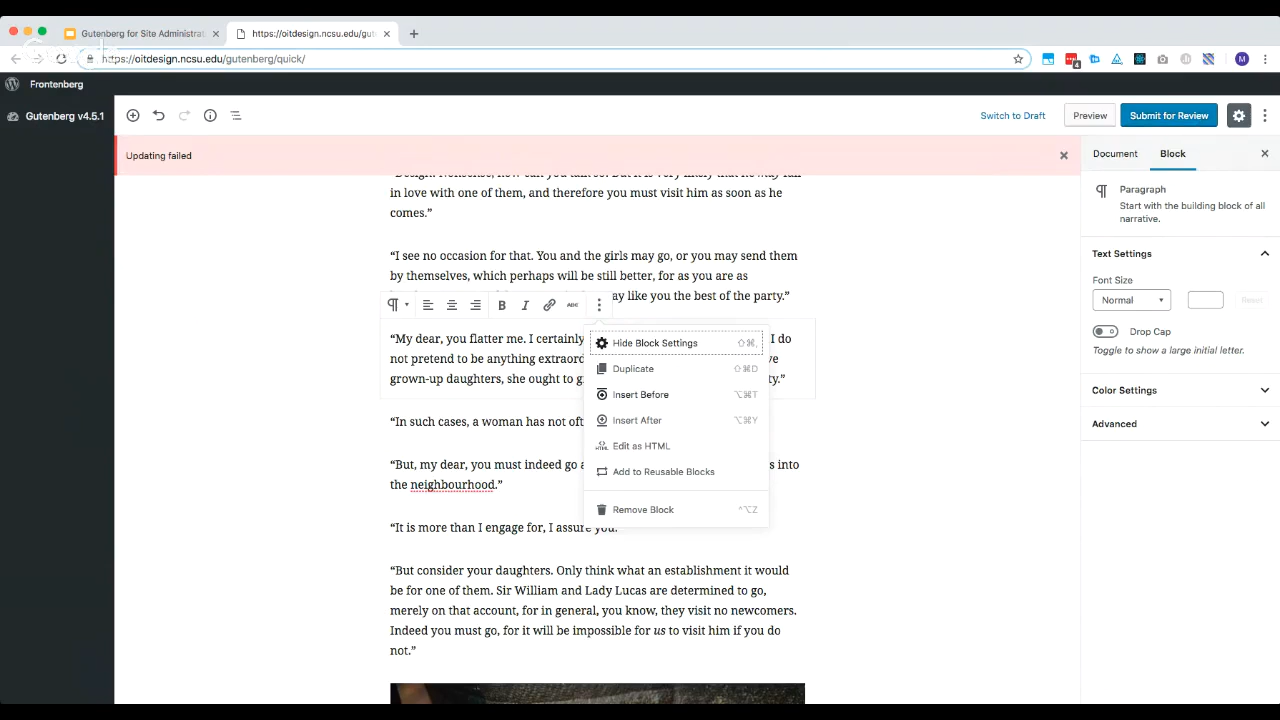 Gutenberg for Site Administrat
https://oitdesign.ncsu.edu/gut
https://oitdesign.ncsu.edu/gutenberg/quick/
4
M
Frontenberg
Gutenberg v4.5.1
Switch to Draft
Preview
Submit for Review
Updating failed
Document
Block
in love with one of them, and therefore you must visit him as soon as he
comes.”
“I see no occasion for that. You and the girls may go, or you may send them
by themselves, which perhaps will be still better, for as you are as
ay like you the best of the party.”
ABC
“My dear, you flatter me. I certainly
I do
not pretend to be anything extraord
ve
grown-up daughters, she ought to g
ty.”
“In such cases, a woman has not oft
“But, my dear, you must indeed go a
s into
the neighbourhood.”
“It is more than I engage for, I assure you.
“But consider your daughters. Only think what an establishment it would
be for one of them. Sir William and Lady Lucas are determined to go,
merely on that account, for in general, you know, they visit no newcomers.
Indeed you must go, for it will be impossible for us to visit him if you do
not.”
Hide Block Settings ⇧⌘,
Duplicate ⇧⌘D
Insert Before ⌥⌘T
Insert After ⌥⌘Y
HTML Edit as HTML
Add to Reusable Blocks
Remove Block ^⌥Z
Paragraph
Start with the building block of all
narrative.
Text Settings
Font Size
Normal
Reset
Drop Cap
Toggle to show a large initial letter.
Color Settings
Advanced